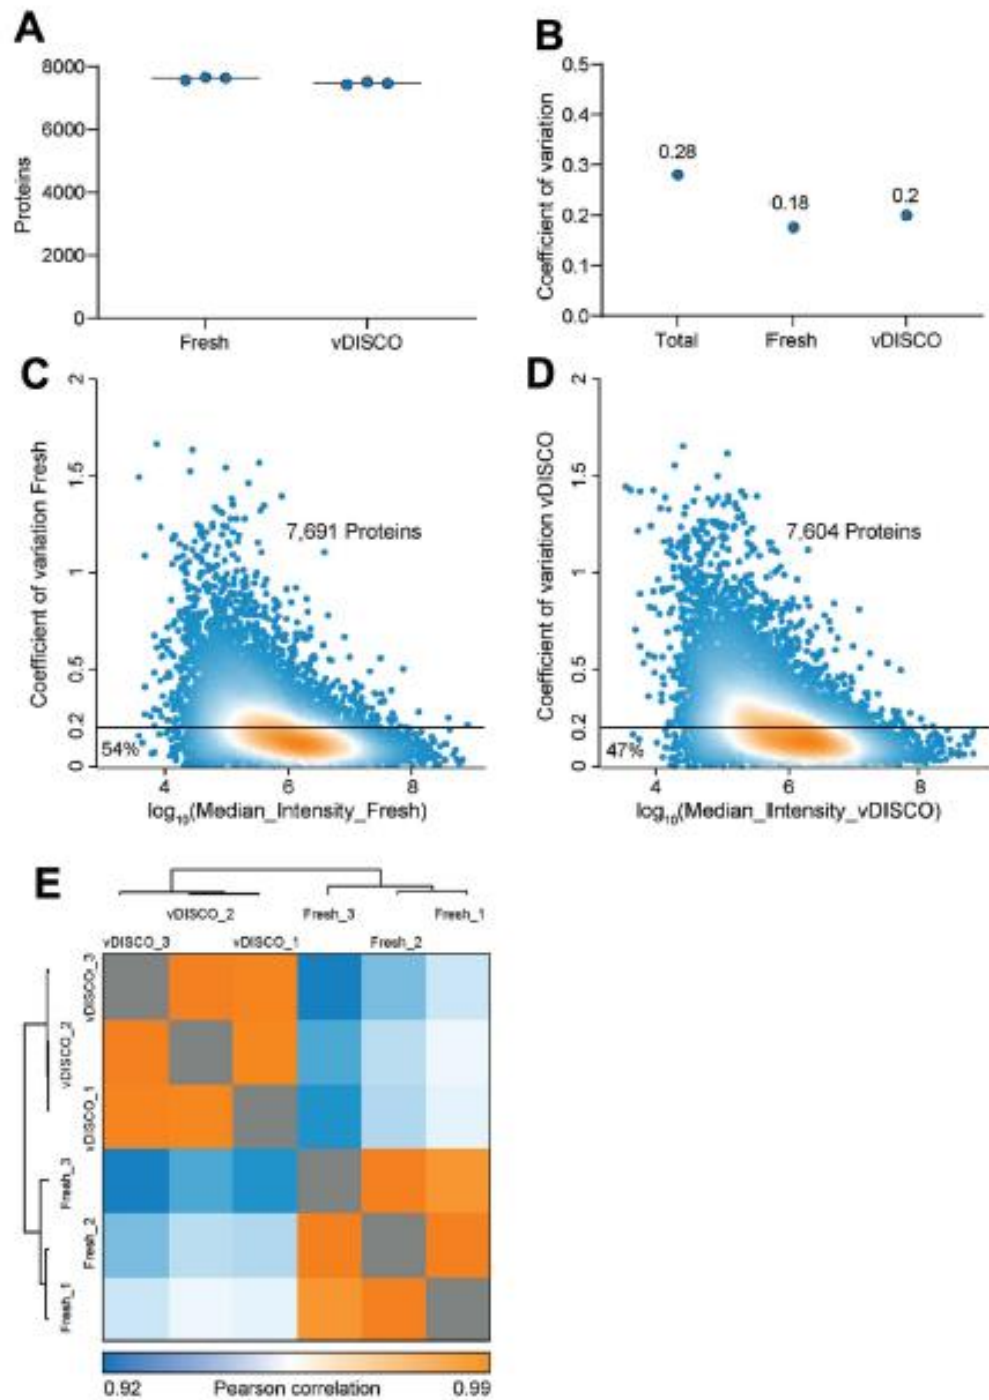 A
Proteins
8000
6000
4000
2000
0
Fresh
vDISCO
B
Coefficient of variation
0.5
0.4
0.3
0.2
0.1
0.0
0.28
0.18
0.2
Total
Fresh
vDISCO
C
Coefficient of variation Fresh
2
1.5
1
0.5
0.2
0
7,691 Proteins
54%
4
6
8
log10(Median_Intensity_Fresh)
D
Coefficient of variation vDISCO
2
1.5
1
0.5
0.2
0
7,604 Proteins
47%
4
6
8
log10(Median_Intensity_vDISCO)
E
vDISCO_2
Fresh_3
Fresh_1
vDISCO_3
vDISCO_1
Fresh_2
vDISCO_3
vDISCO_2
vDISCO_1
Fresh_3
Fresh_2
Fresh_1
0.92
Pearson correlation
0.99